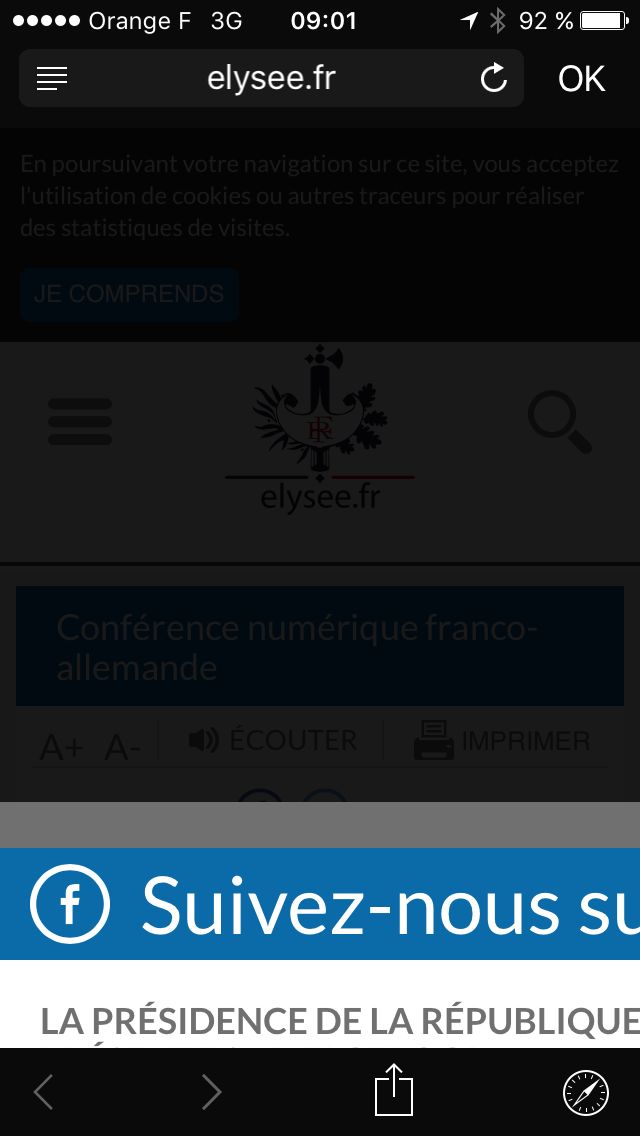 Orange F 3G 09:01 92 %
elysee.fr OK
En poursuivant votre navigation sur ce site, vous acceptez
l'utilisation de cookies ou autres traceurs pour réaliser
des statistiques de visites.
JE COMPRENDS
RF
elysee.fr
Conférence numérique franco-
allemande
A+ A- ÉCOUTER IMPRIMER
f Suivez-nous su
LA PRÉSIDENCE DE LA RÉPUBLIQUE